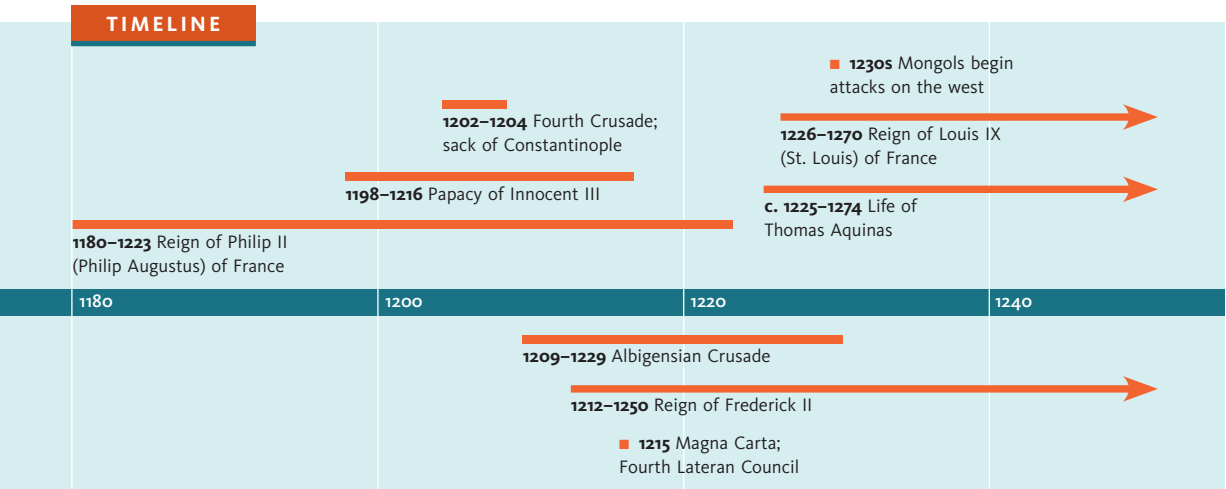 TIMELINE
1230s Mongols begin
attacks on the west
1202–1204 Fourth Crusade;
sack of Constantinople
1226–1270 Reign of Louis IX
(St. Louis) of France
1198–1216 Papacy of Innocent III
c. 1225–1274 Life of
Thomas Aquinas
1180–1223 Reign of Philip II
(Philip Augustus) of France
1180
1200
1220
1240
1209–1229 Albigensian Crusade
1212–1250 Reign of Frederick II
1215 Magna Carta;
Fourth Lateran Council